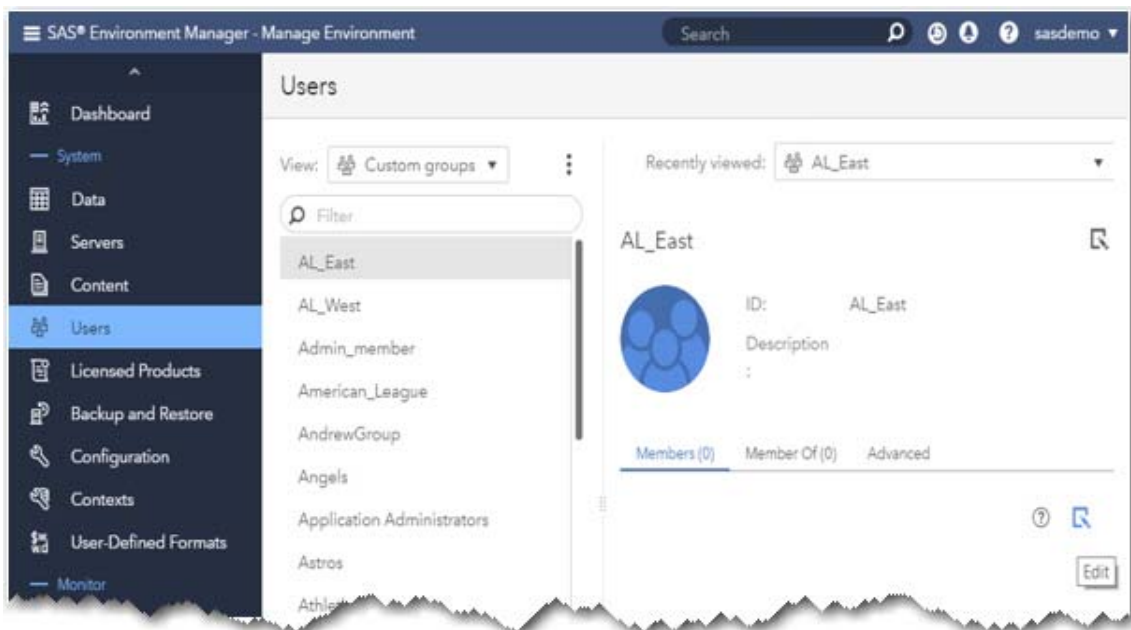 SAS® Environment Manager - Manage Environment
Search
sasdemo
Dashboard
System
Data
Servers
Content
Users
Licensed Products
Backup and Restore
Configuration
Contexts
User-Defined Formats
Monitor
Users
View: Custom groups
Filter
AL_East
AL_West
Admin_member
American_League
AndrewGroup
Angels
Application Administrators
Astros
Recently viewed: AL_East
AL_East
ID: AL_East
Description
:
Members (0) Member Of (0) Advanced
Edit